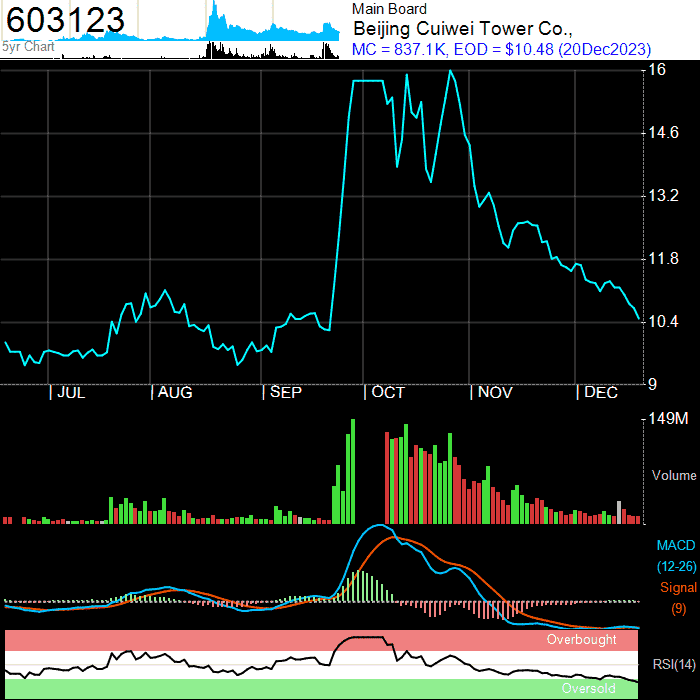 603123
5yr Chart
Main Board
Beijing Cuiwei Tower Co.,
MC = 837.1K, EOD = $10.48 (20Dec2023)
16
14.6
13.2
11.8
10.4
9
JUL AUG SEP OCT NOV DEC
149M
Volume
MACD
(12-26)
Signal
(9)
Overbought
RSI(14)
Oversold